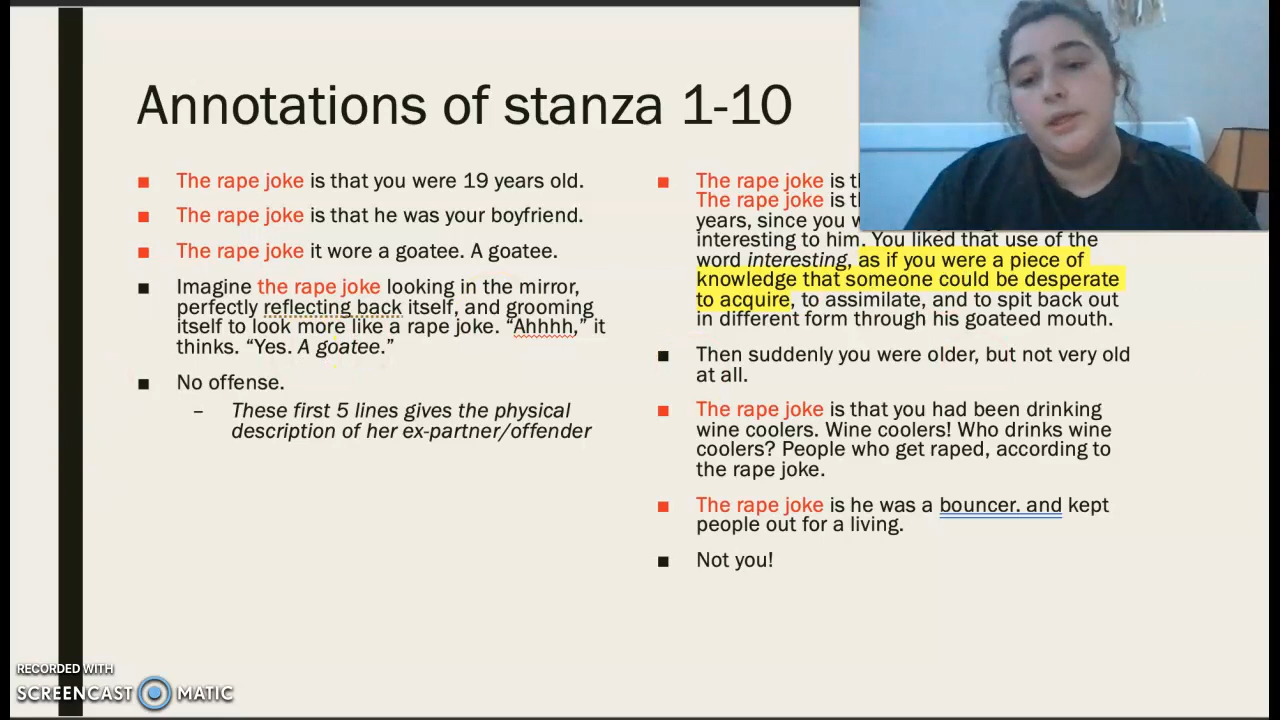 Annotations of stanza 1-10
The rape joke is that you were 19 years old.
The rape joke is that he was your boyfriend.
The rape joke it wore a goatee. A goatee.
Imagine the rape joke looking in the mirror,
perfectly reflecting back itself, and grooming
itself to look more like a rape joke. “Ahhhh,” it
thinks. “Yes. A goatee.”
No offense.
– These first 5 lines gives the physical
description of her ex-partner/offender
The rape joke is
The rape joke is
years, since you
interesting to him. You liked that use of the
word interesting, as if you were a piece of
knowledge that someone could be desperate
to acquire, to assimilate, and to spit back out
in different form through his goateed mouth.
Then suddenly you were older, but not very old
at all.
The rape joke is that you had been drinking
wine coolers. Wine coolers! Who drinks wine
coolers? People who get raped, according to
the rape joke.
The rape joke is he was a bouncer. and kept
people out for a living.
Not you!
RECORDED WITH
SCREENCAST MATIC